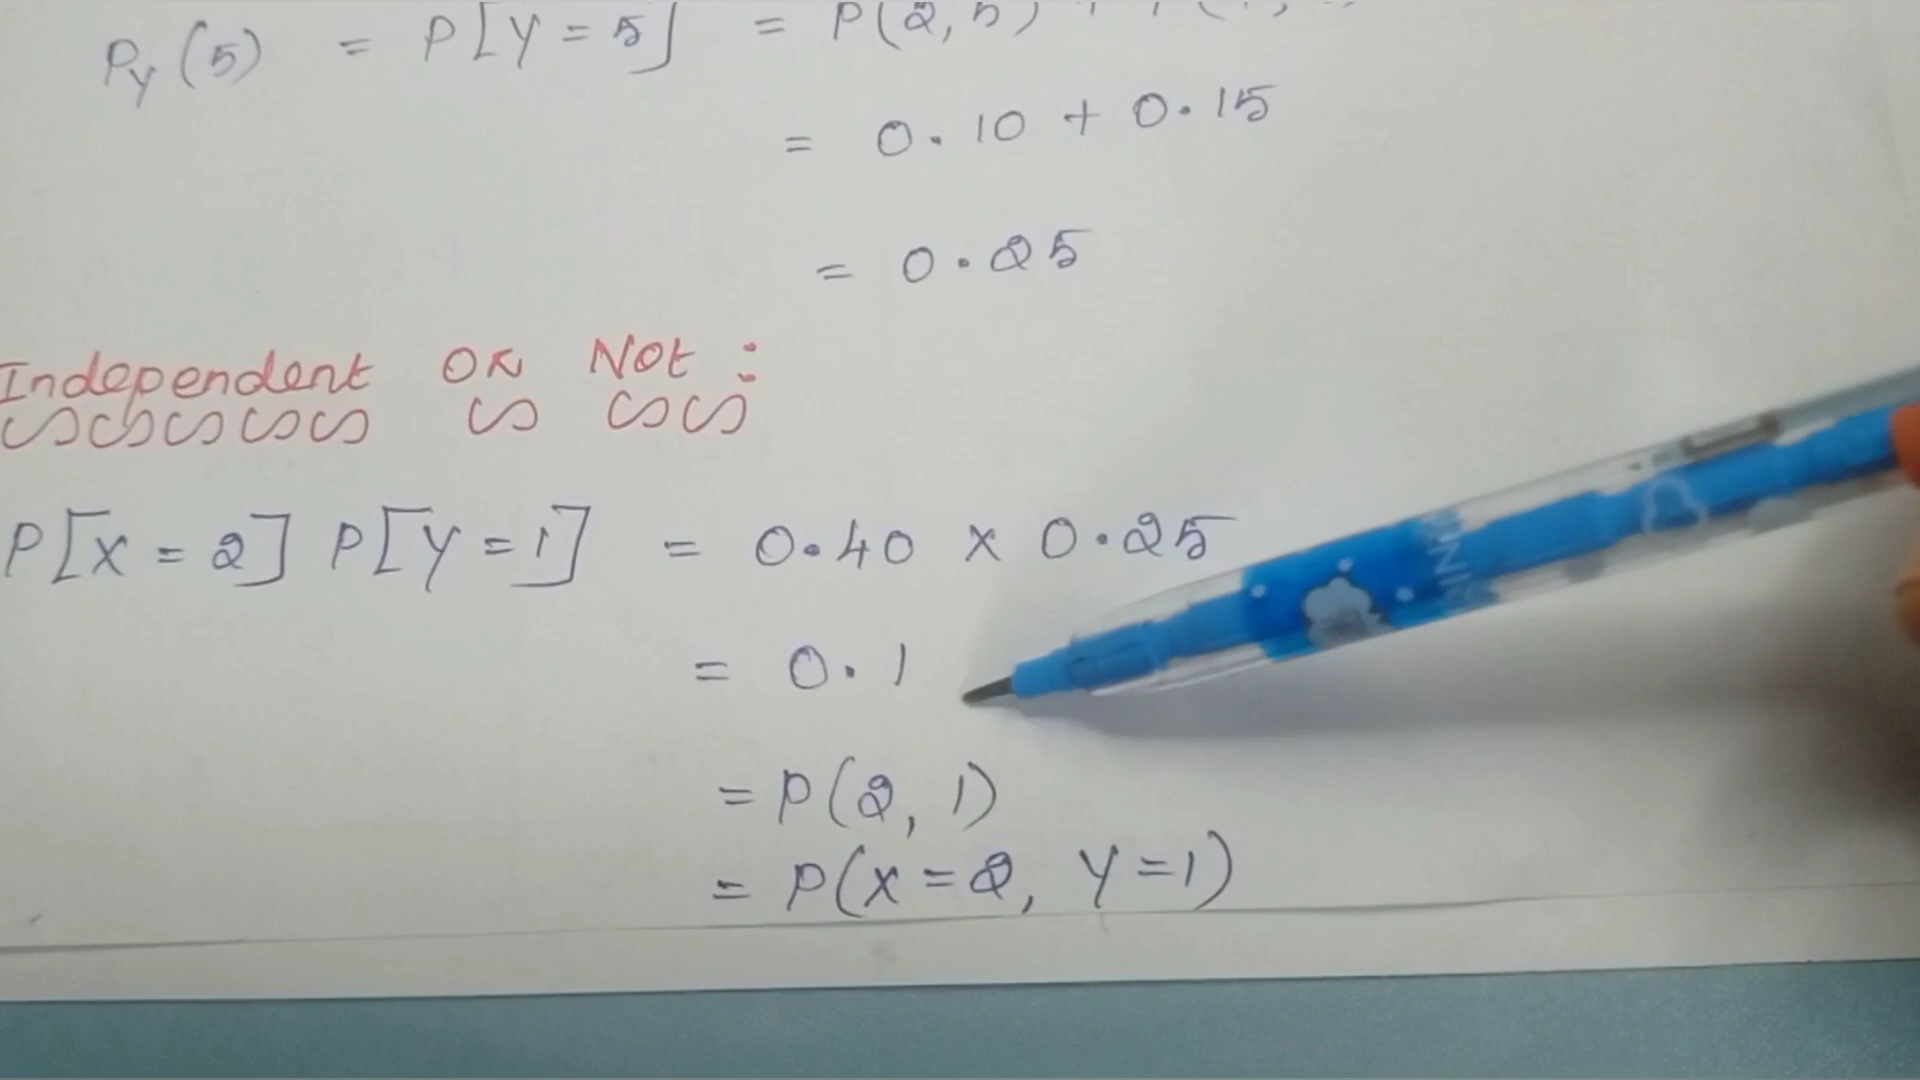 P_Y (5) = P[Y = 5] = P(2, 5)
= 0.10 + 0.15
= 0.25
Independent OR Not :
P[X = 2] P[Y = 1] = 0.40 x 0.25
= 0.1
= P(2, 1)
= P(X = 2, Y = 1)